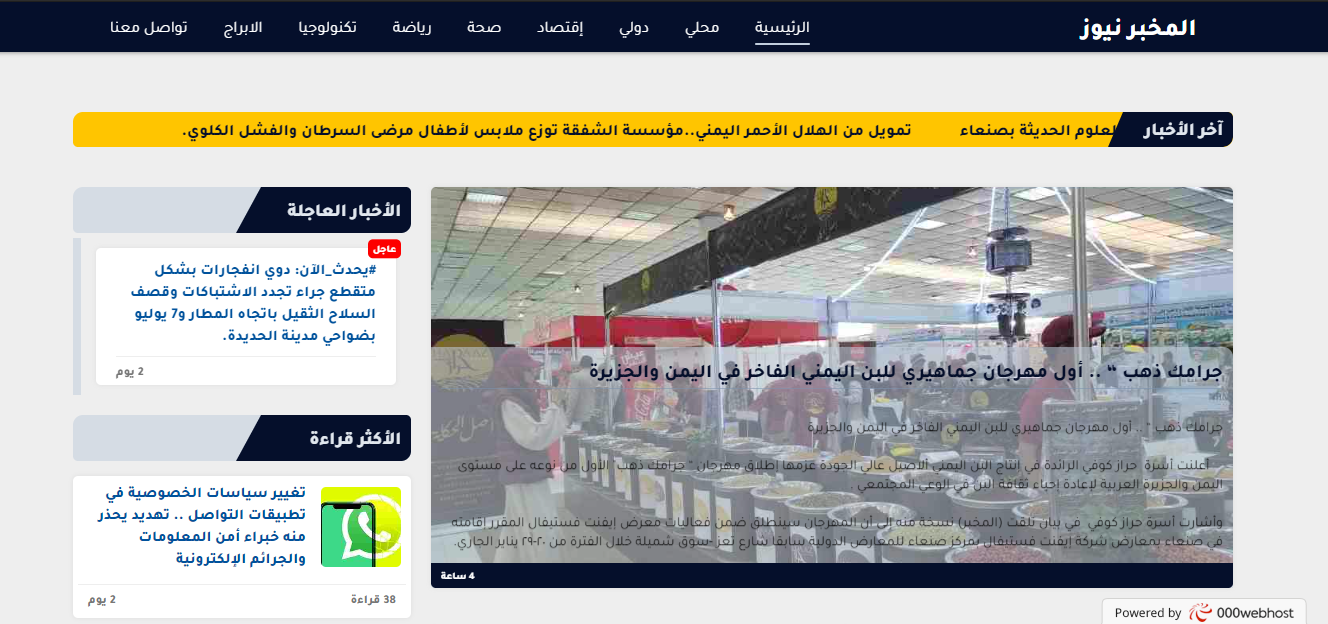 المخبر نيوز
الرئيسية محلي دولي إقتصاد صحة رياضة تكنولوجيا الابراج تواصل معنا
آخر الأخبار
لعلوم الحديثة بصنعاء تمويل من الهلال الأحمر اليمني..مؤسسة الشفقة توزع ملابس لأطفال مرضى السرطان والفشل الكلوي.
جرامك ذهب “ .. أول مهرجان جماهيري للبن اليمني الفاخر في اليمن والجزيرة
جرامك ذهب “ .. أول مهرجان جماهيري للبن اليمني الفاخر في اليمن والجزيرة
أعلنت أسرة حراز كوفي الرائدة في انتاج البن اليمني ألاصيل عالي الجودة عزمها اطلاق مهرجان “ جرامك ذهب“ الأول من نوعه على مستوى
اليمن والجزيرة العربية لإعادة إحياء ثقافة البن في الوعي المجتمعي .
وأشارت أسرة حراز كوفي في بيان تلقت (المخبر) نسخة منه إلى أن المهرجان سينطلق ضمن فعاليات معرض إيفنت فستيفال المقرر إقامته
في صنعاء بمعارض شركة إيفنت فستيفال بمركز صنعاء للمعارض الدولية سابقا شارع تعز -سوق شميلة خلال الفترة من ٢٠-٢٩ يناير الجاري.
4 ساعة
الأخبار العاجلة
عاجل
#يحدث_الآن: دوي انفجارات بشكل
متقطع جراء تجدد الاشتباكات وقصف
السلاح الثقيل باتجاه المطار و7 يوليو
بضواحي مدينة الحديدة.
2 يوم
الأكثر قراءة
تغيير سياسات الخصوصية في
تطبيقات التواصل .. تهديد يحذر
منه خبراء أمن المعلومات
والجرائم الإلكترونية
38 قراءة 2 يوم
Powered by 000webhost